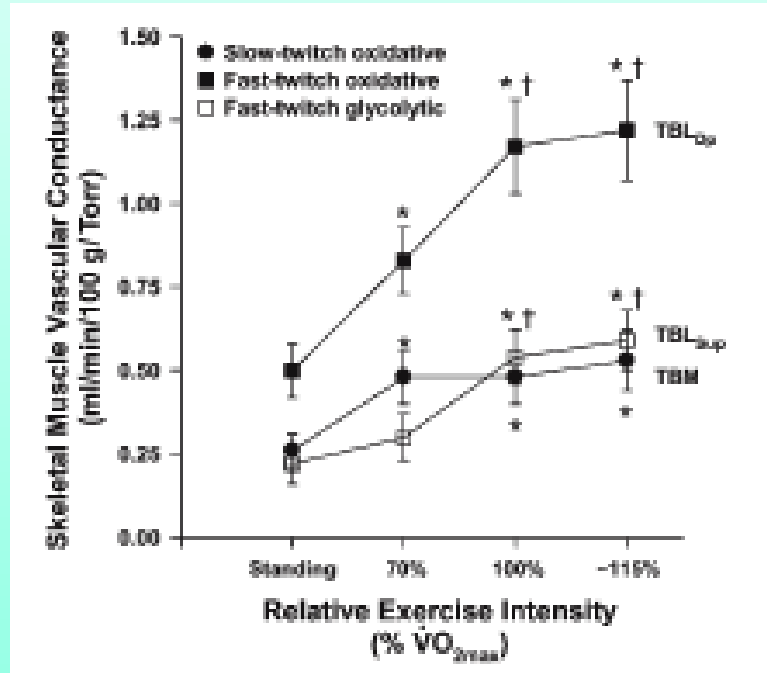 Skeletal Muscle Vascular Conductance
(ml/min/100 g/Torr)
1.50
1.25
1.00
0.75
0.50
0.25
0.00
● Slow-twitch oxidative
■ Fast-twitch oxidative
□ Fast-twitch glycolytic
* †
* †
TBL
*
* †
* †
TBL
*
TBM
*
*
Standing
70%
100%
~115%
Relative Exercise Intensity
(% V̇O₂max)